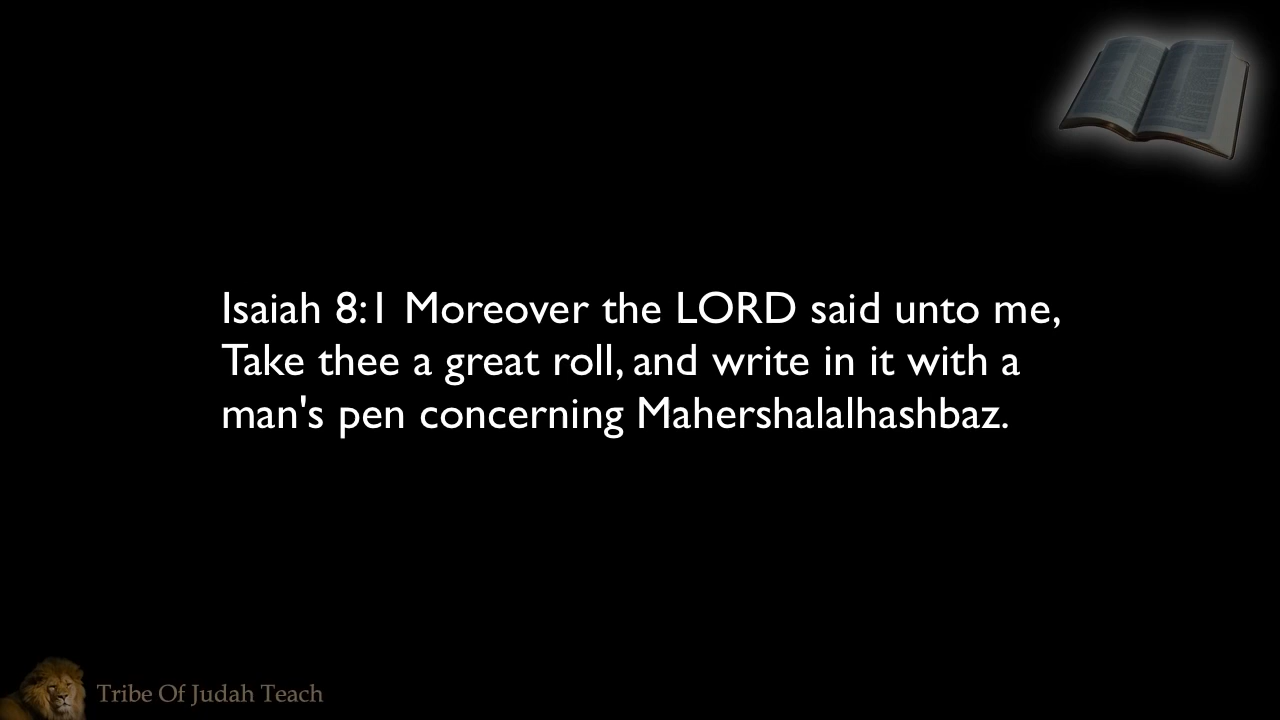 Isaiah 8:1 Moreover the LORD said unto me,
Take thee a great roll, and write in it with a
man's pen concerning Mahershalalhashbaz.
Tribe Of Judah Teach